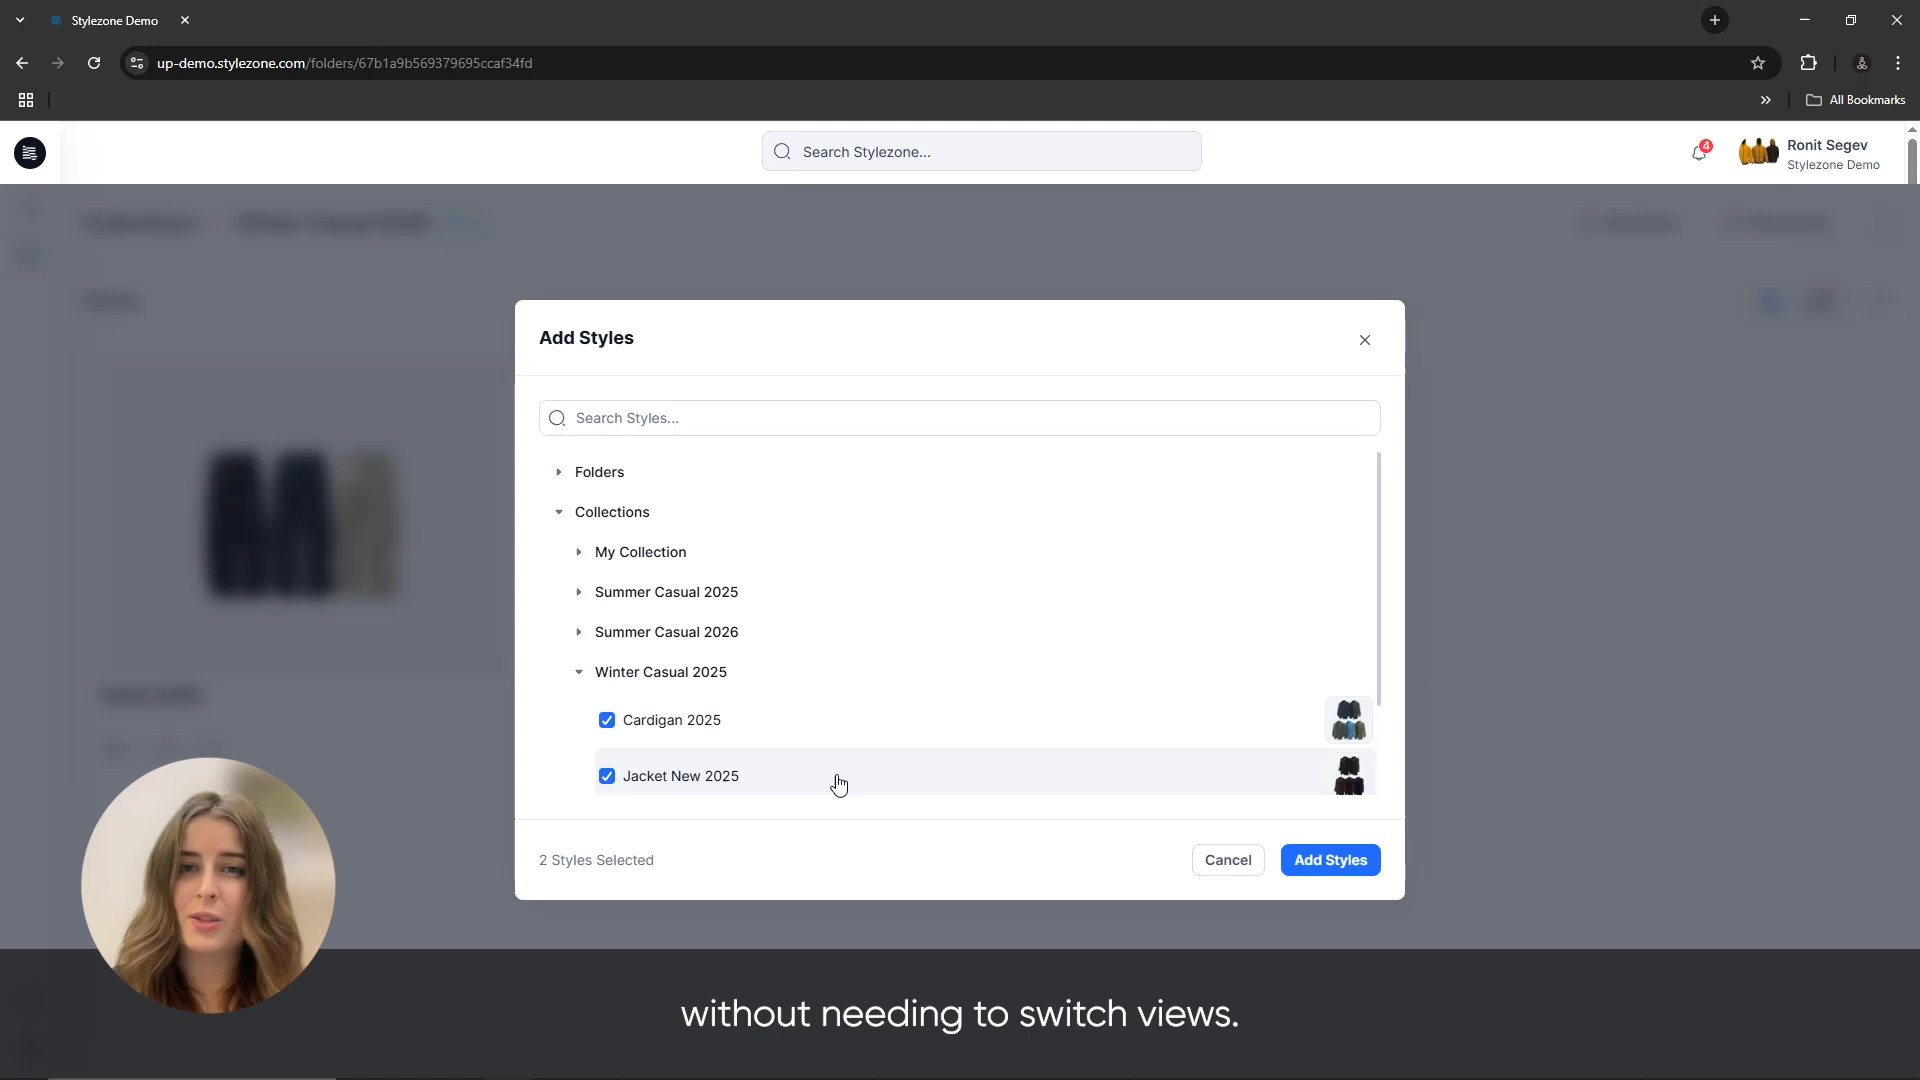 Stylezone Demo
up-demo.stylezone.com/folders/67b1a9b569379695ccaf34fd
All Bookmarks
Search Stylezone...
4
Ronit Segev
Stylezone Demo
Add Styles
Search Styles...
Folders
Collections
My Collection
Summer Casual 2025
Summer Casual 2026
Winter Casual 2025
Cardigan 2025
Jacket New 2025
2 Styles Selected
Cancel
Add Styles
without needing to switch views.